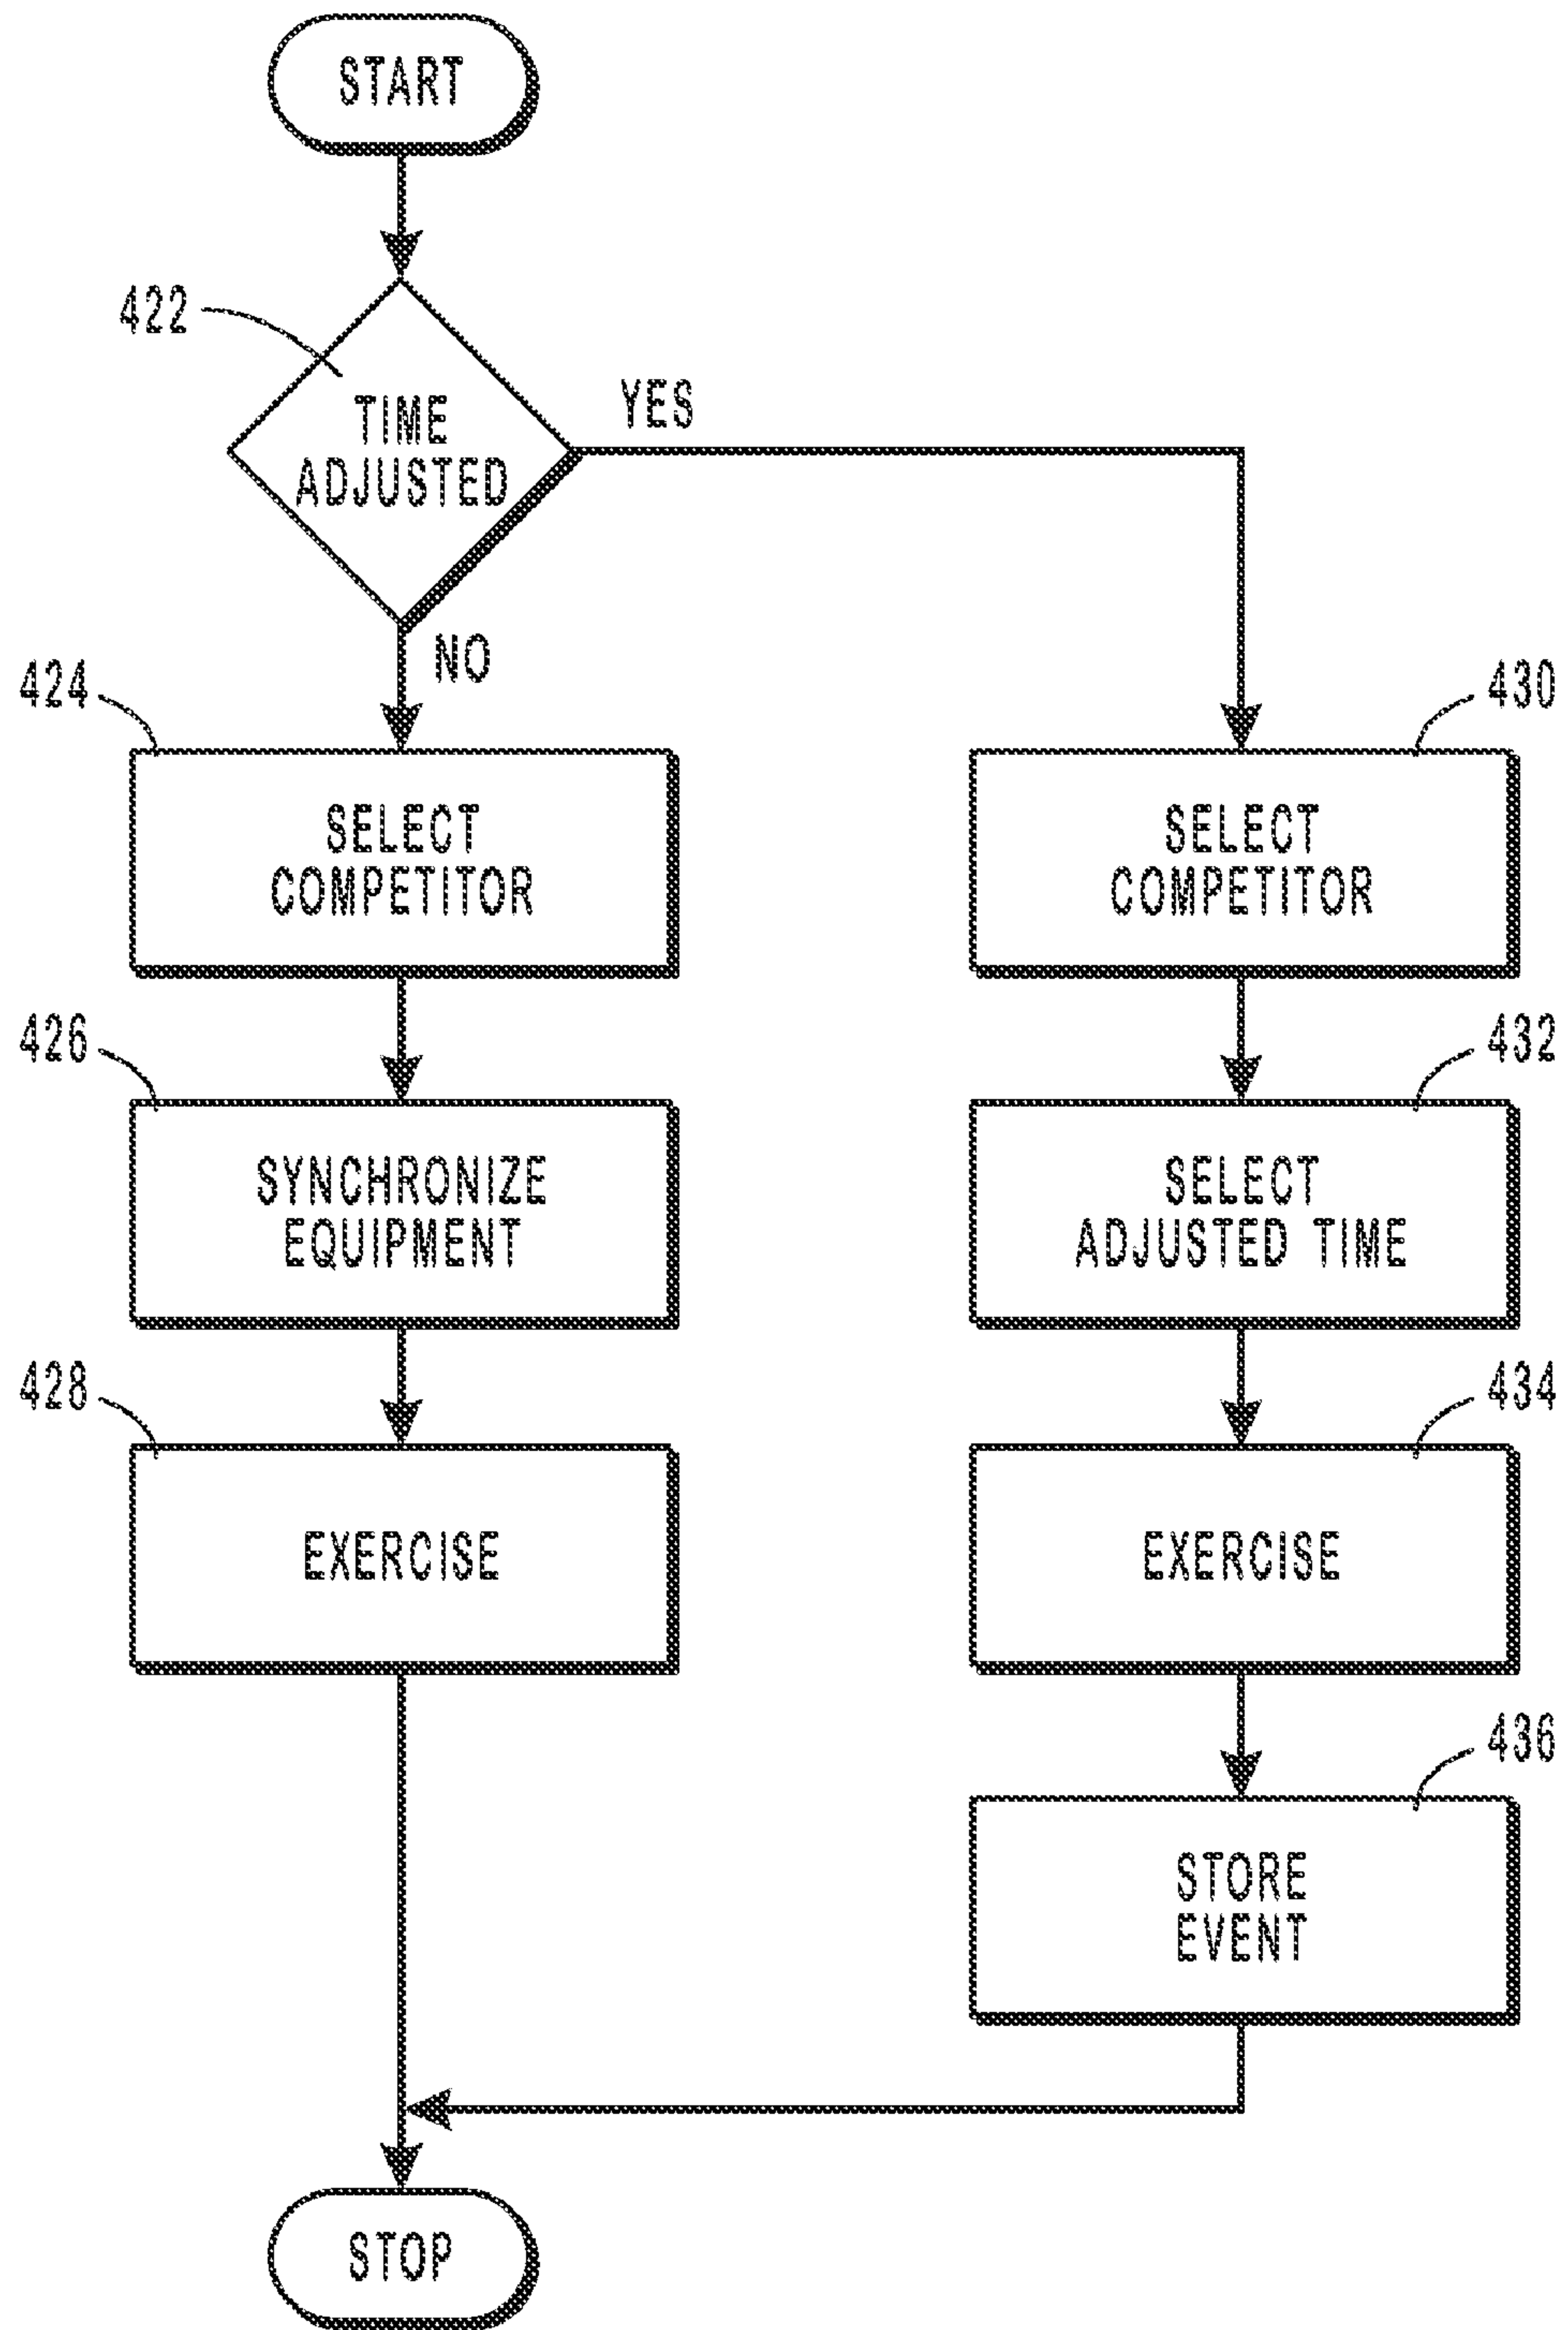 START
422
TIME
ADJUSTED
YES
NO
424
SELECT
COMPETITOR
430
SELECT
COMPETITOR
426
SYNCHRONIZE
EQUIPMENT
432
SELECT
ADJUSTED TIME
428
EXERCISE
434
EXERCISE
436
STORE
EVENT
STOP